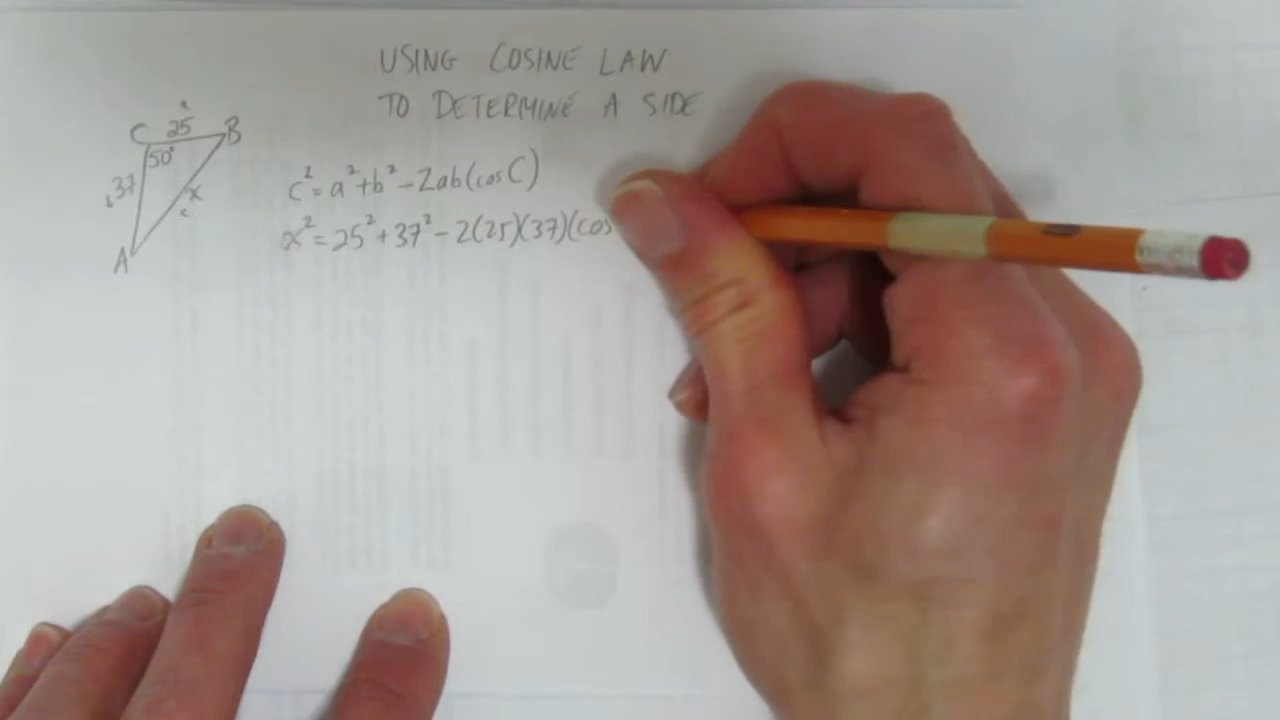 USING COSINE LAW
TO DETERMINE A SIDE
a
C 25 B
50°
b 37
x
c
A
c² = a² + b² - 2ab(cos C)
x² = 25² + 37² - 2(25)(37)(cos